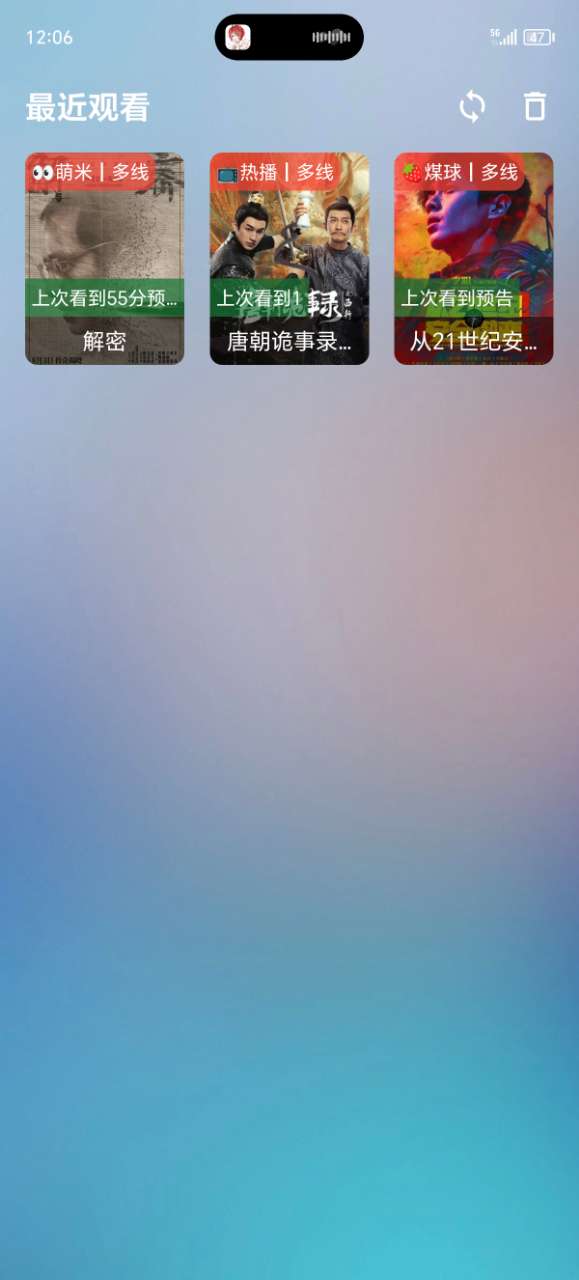 12:06
5G
47
最近观看
👀萌米┃多线
📺热播┃多线
🍓煤球┃多线
上次看到55分预…
上次看到1
上次看到预告
解密
唐朝诡事录…
从21世纪安…